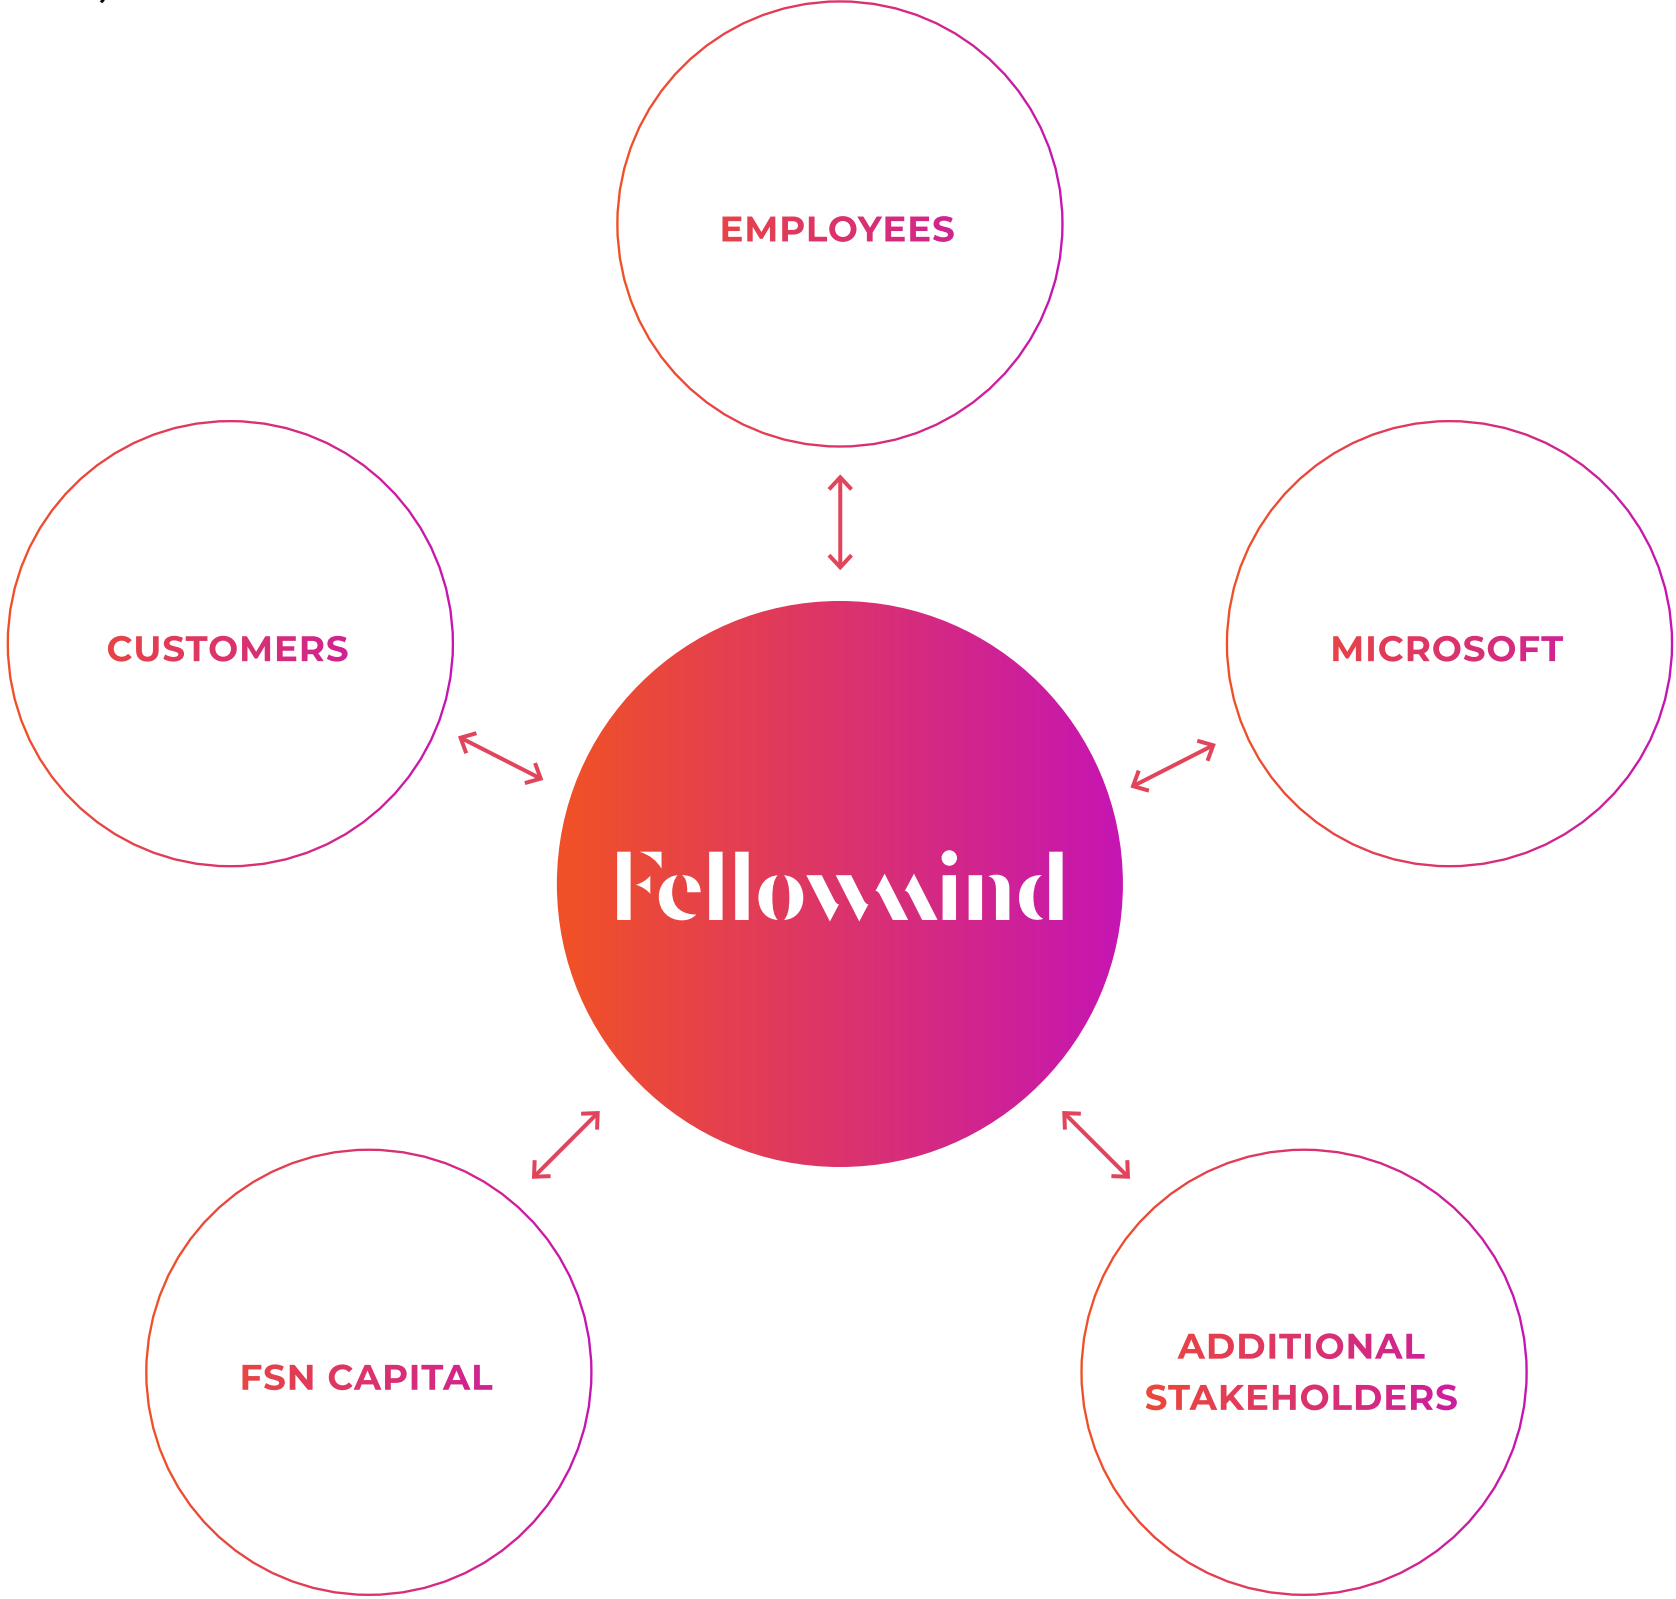 EMPLOYEES
CUSTOMERS
MICROSOFT
Fellowmind
FSN CAPITAL
ADDITIONAL
STAKEHOLDERS